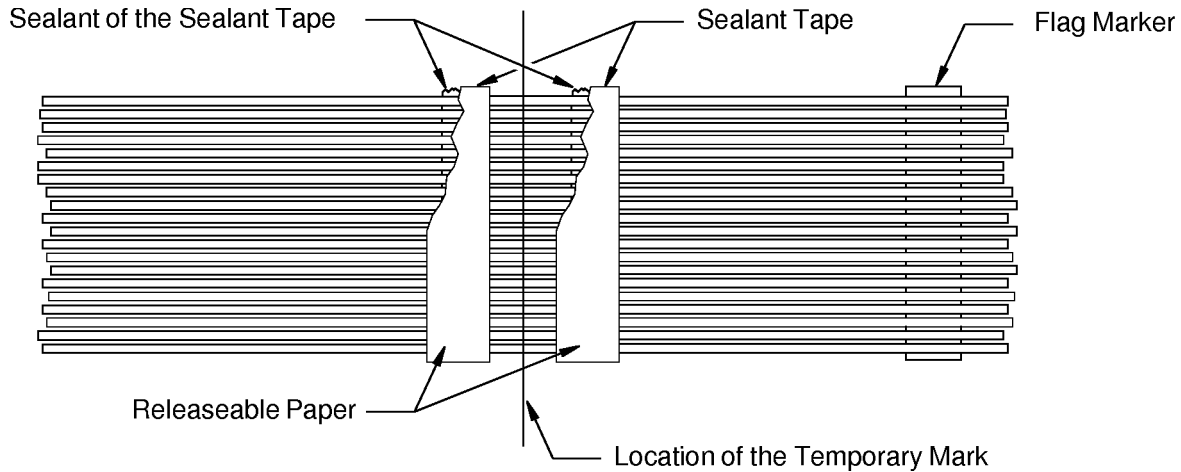 Sealant of the Sealant Tape
Sealant Tape
Flag Marker
Releaseable Paper
Location of the Temporary Mark